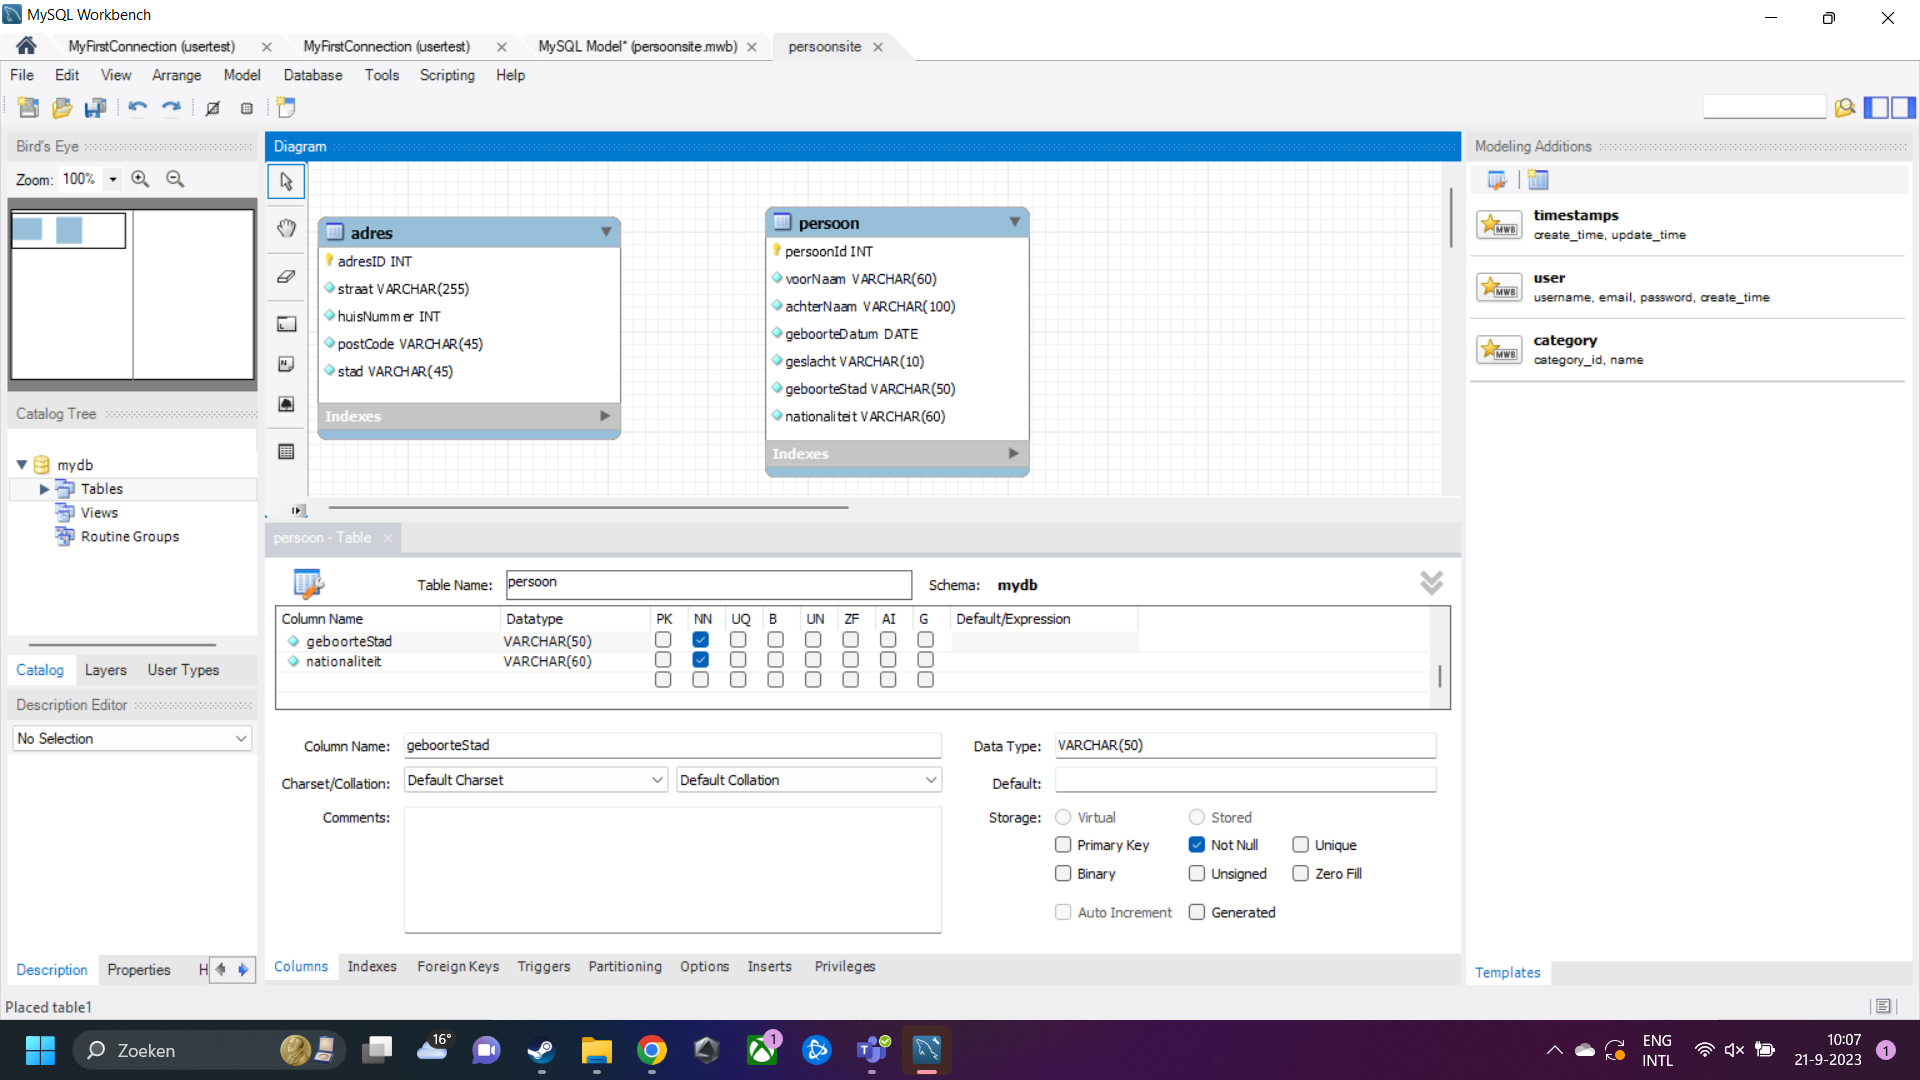 MySQL Workbench
MyFirstConnection (usertest)
MyFirstConnection (usertest)
MySQL Model* (persoonsite.mwb)
persoonsite
File Edit View Arrange Model Database Tools Scripting Help
Bird's Eye
Zoom: 100%
Catalog Tree
mydb
Tables
Views
Routine Groups
Catalog Layers User Types
Description Editor
No Selection
Description Properties H
Placed table1
Diagram
adres
adresID INT
straat VARCHAR(255)
huisNummer INT
postCode VARCHAR(45)
stad VARCHAR(45)
Indexes
persoon
persoonId INT
voorNaam VARCHAR(60)
achterNaam VARCHAR(100)
geboorteDatum DATE
geslacht VARCHAR(10)
geboorteStad VARCHAR(50)
nationaliteit VARCHAR(60)
Indexes
persoon - Table
Table Name: persoon Schema: mydb
Column Name Datatype PK NN UQ B UN ZF AI G Default/Expression
geboorteStad VARCHAR(50)
nationaliteit VARCHAR(60)
Column Name: geboorteStad Data Type: VARCHAR(50)
Charset/Collation: Default Charset Default Collation Default:
Comments: Storage: Virtual Stored
Primary Key Not Null Unique
Binary Unsigned Zero Fill
Auto Increment Generated
Columns Indexes Foreign Keys Triggers Partitioning Options Inserts Privileges
Modeling Additions
MWB
timestamps
create_time, update_time
MWB
user
username, email, password, create_time
MWB
category
category_id, name
Templates
Zoeken
16°
1
ENG
INTL
10:07
21-9-2023
1